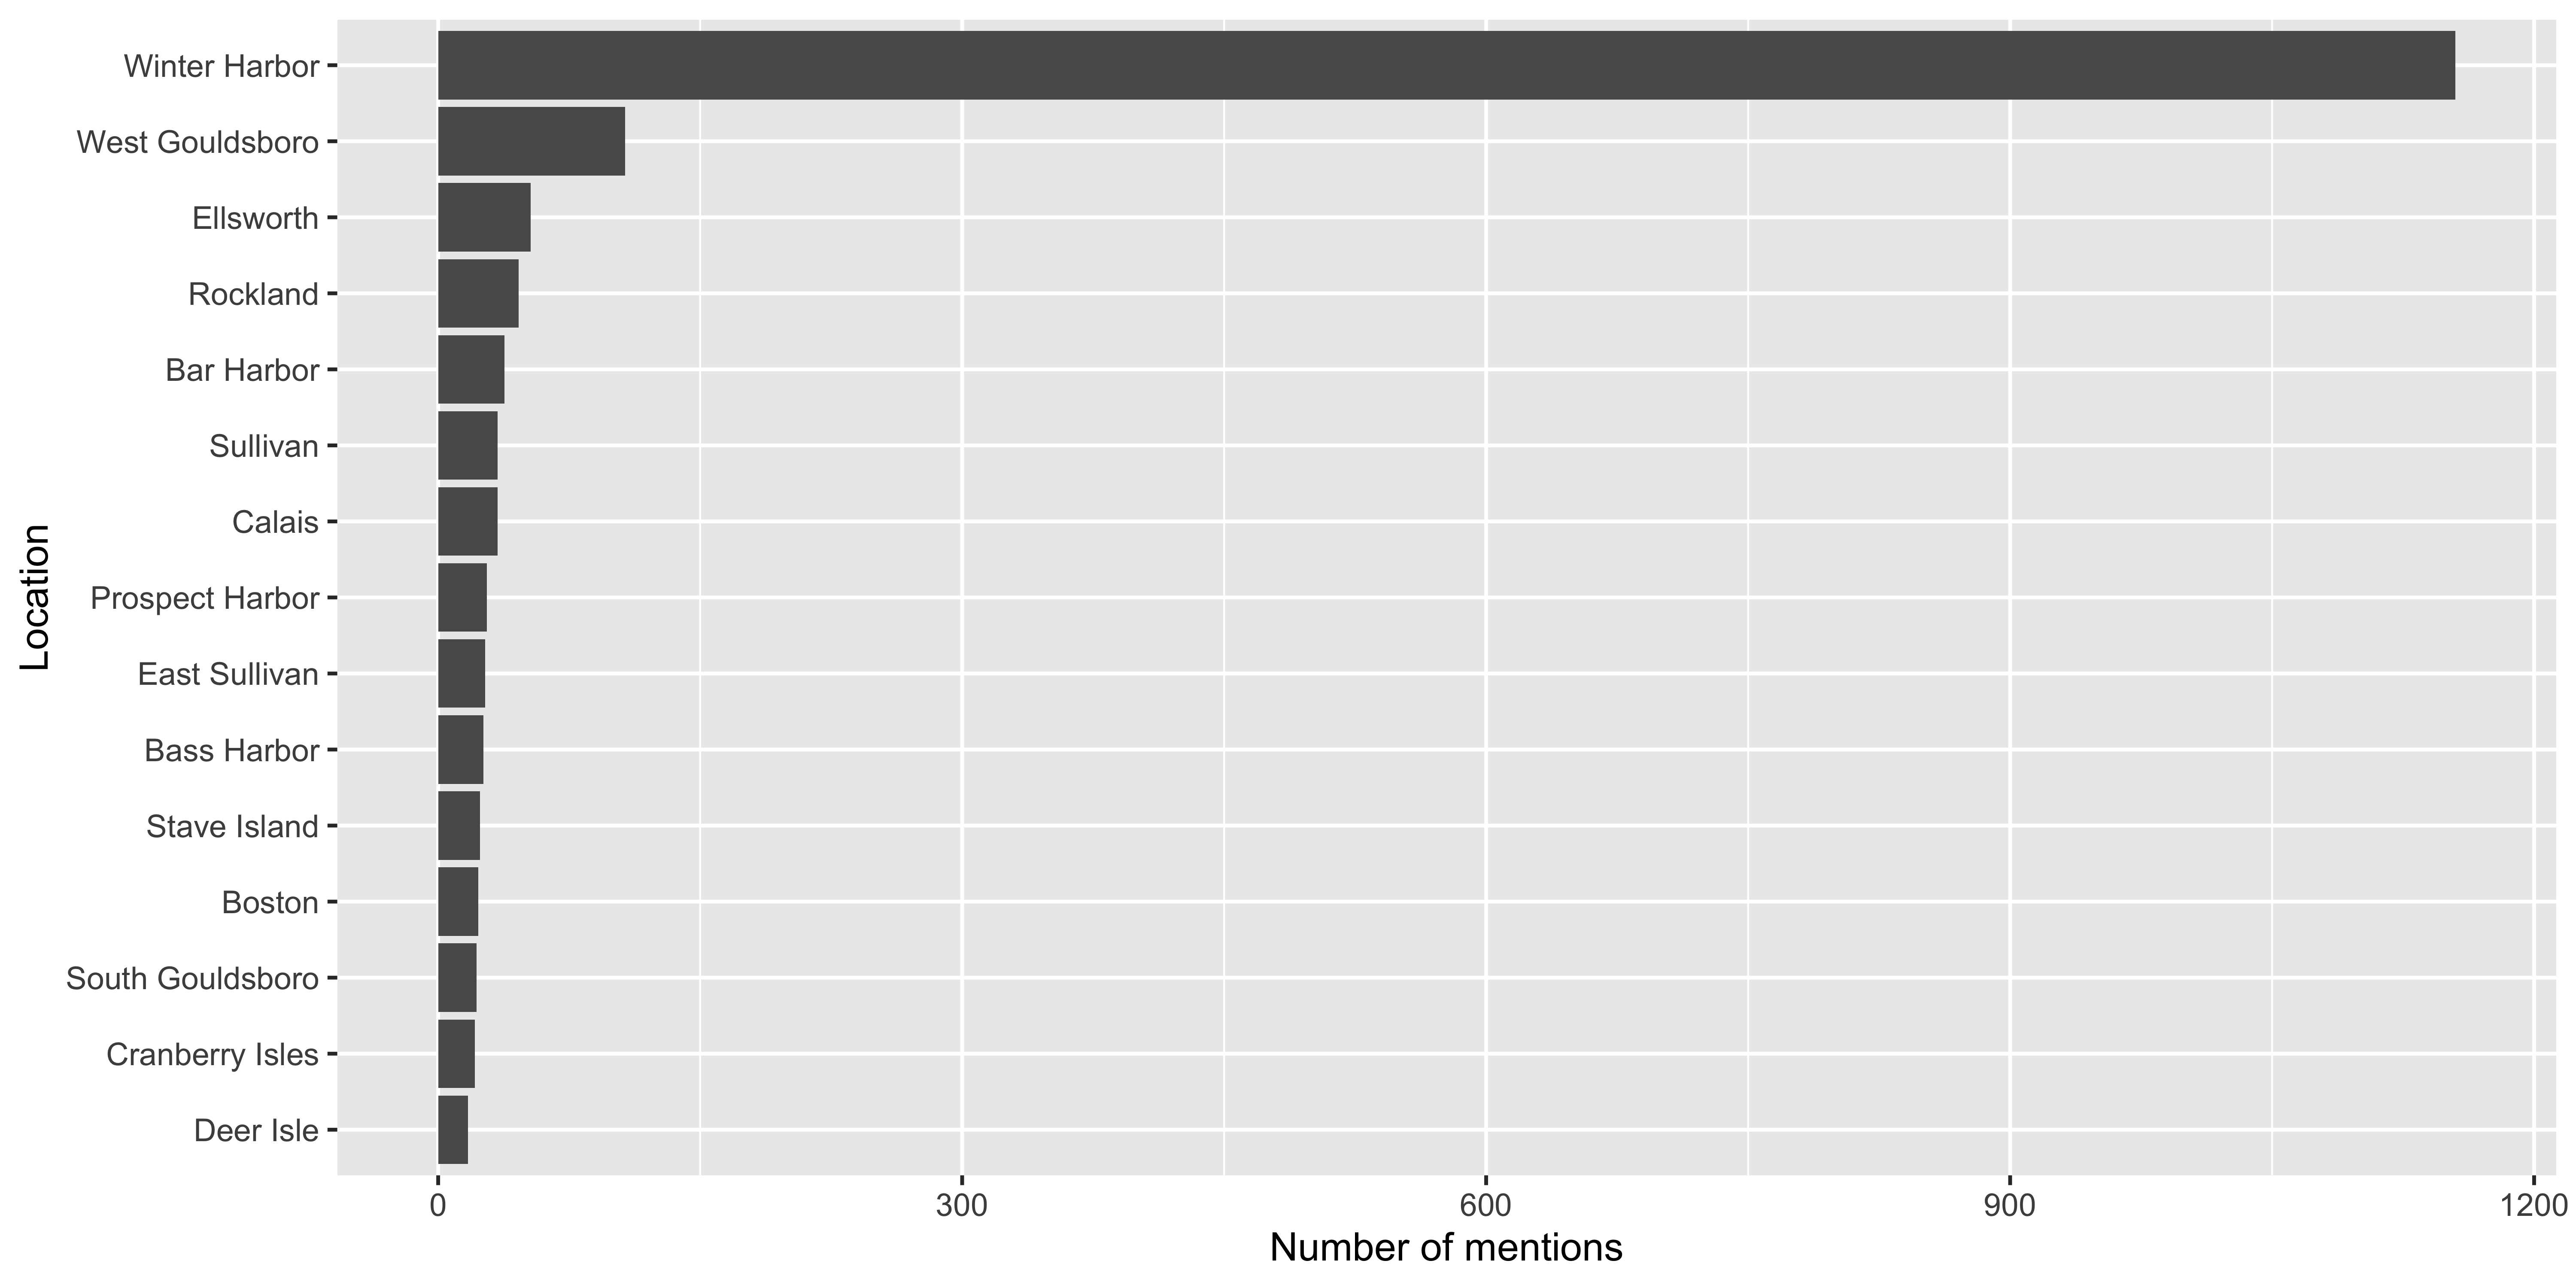 Winter Harbor
West Gouldsboro
Ellsworth
Rockland
Bar Harbor
Sullivan
Calais
Prospect Harbor
East Sullivan
Bass Harbor
Stave Island
Boston
South Gouldsboro
Cranberry Isles
Deer Isle
Location
0 300 600 900 1200
Number of mentions